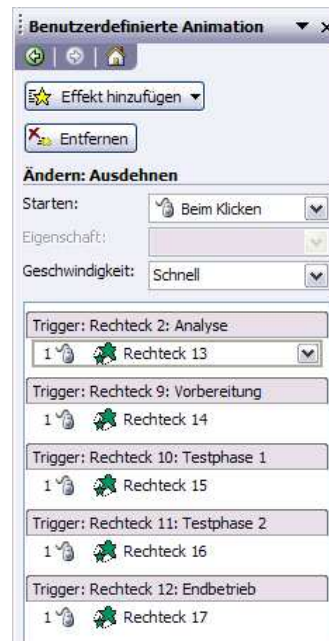 Benutzerdefinierte Animation
Effekt hinzufügen
Entfernen
Ändern: Ausdehnen
Starten: Beim Klicken
Eigenschaft:
Geschwindigkeit: Schnell
Trigger: Rechteck 2: Analyse
1 Rechteck 13
Trigger: Rechteck 9: Vorbereitung
1 Rechteck 14
Trigger: Rechteck 10: Testphase 1
1 Rechteck 15
Trigger: Rechteck 11: Testphase 2
1 Rechteck 16
Trigger: Rechteck 12: Endbetrieb
1 Rechteck 17